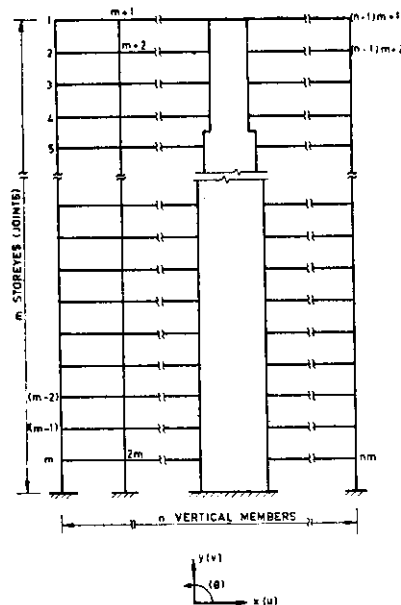 1
m+1
(n-1)m+1
2
m+2
(n-1)m+2
3
4
5
m STOREYES (JOINTS)
(m-2)
(m-1)
m
2m
nm
n VERTICAL MEMBERS
y(v)
(θ)
x(u)